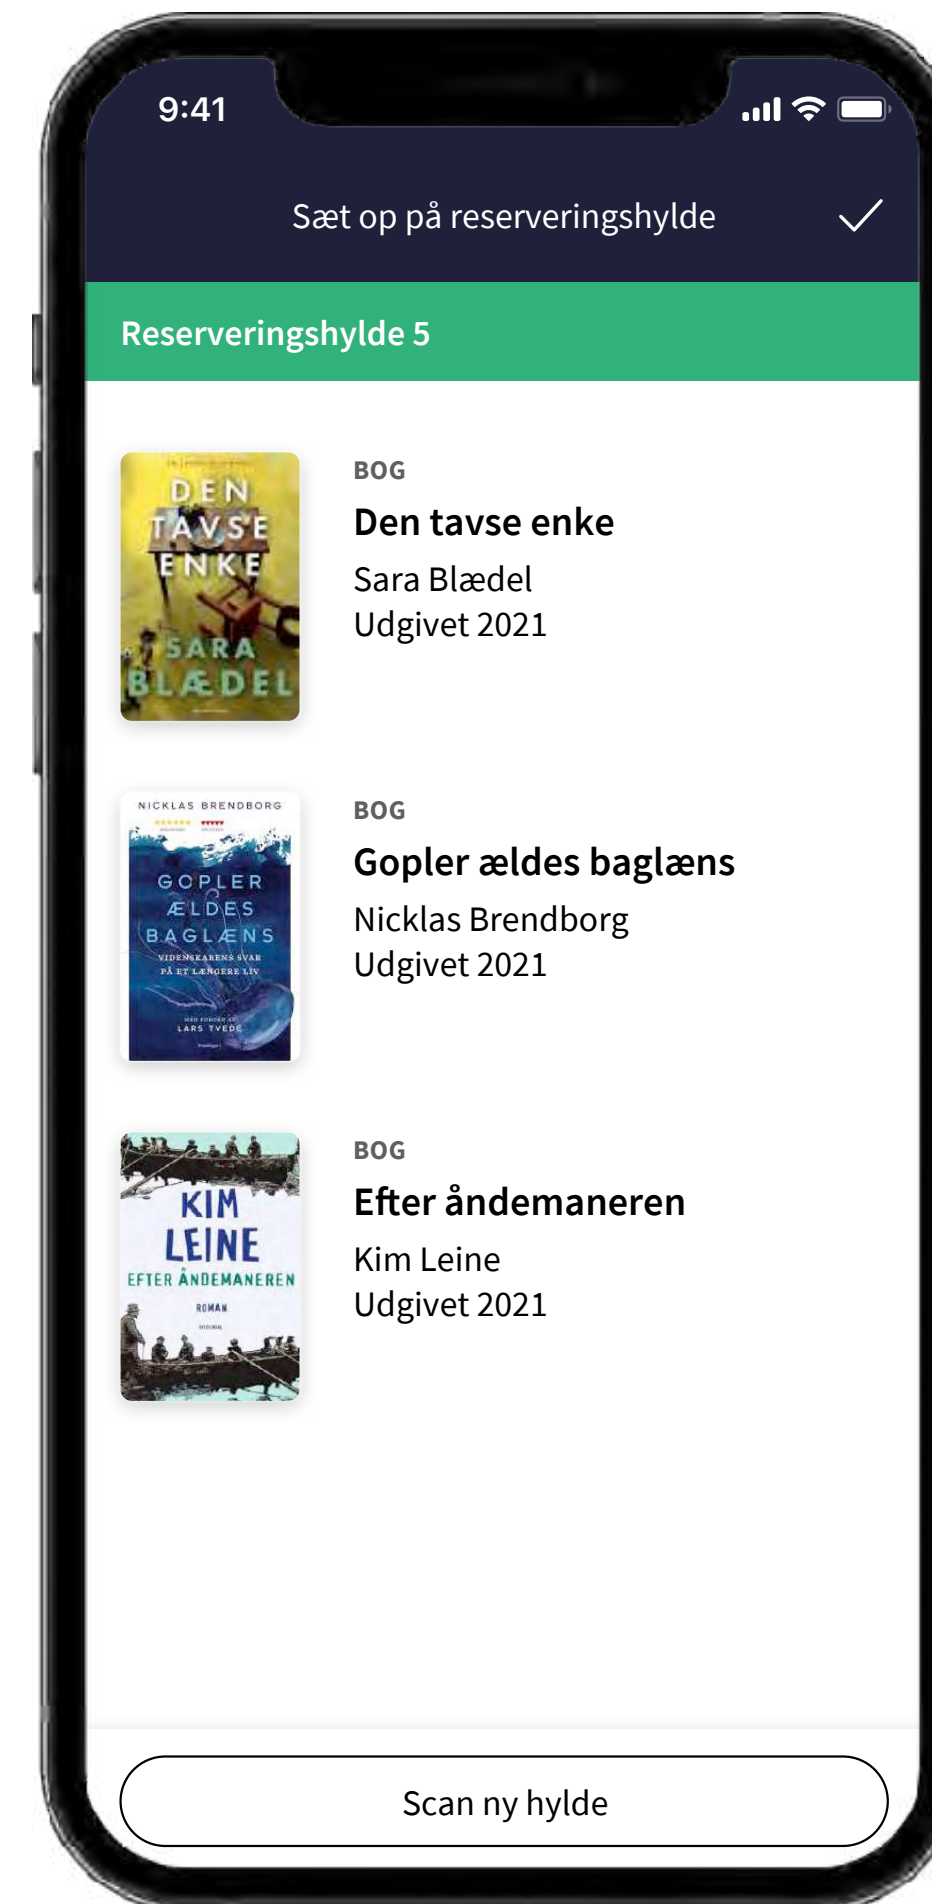 9:41
Sæt op på reserveringshylde
Reserveringshylde 5
DEN
TAVSE
ENKE
SARA
BLÆDEL
BOG
Den tavse enke
Sara Blædel
Udgivet 2021
NICKLAS BRENDBORG
GOPLER
ÆLDES
BAGLÆNS
VIDENSKABENS SVAR
PÅ ET LÆNGERE LIV
MED FORORD AF
LARS TVEDE
BOG
Gopler ældes baglæns
Nicklas Brendborg
Udgivet 2021
KIM
LEINE
EFTER ÅNDEMANEREN
ROMAN
BOG
Efter åndemaneren
Kim Leine
Udgivet 2021
Scan ny hylde